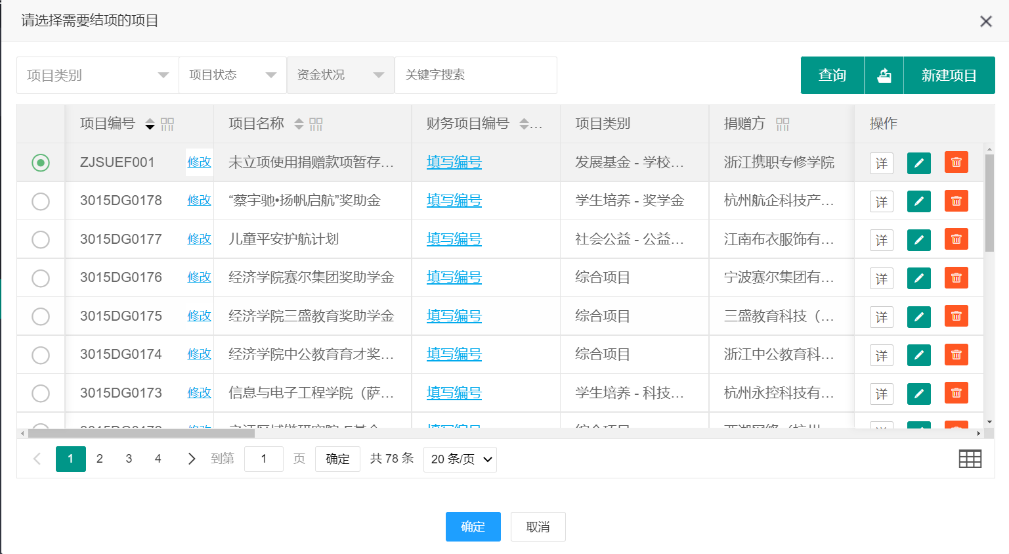 请选择需要结项的项目
项目类别 项目状态 资金状况 关键字搜索 查询 新建项目
项目编号 项目名称 财务项目编号 ... 项目类别 捐赠方 操作
ZJSUEF001 修改 未立项使用捐赠款项暂存... 填写编号 发展基金 - 学校... 浙江携职专修学院 详
3015DG0178 修改 “蔡宇驰•扬帆启航”奖助金 填写编号 学生培养 - 奖学金 杭州航企科技产... 详
3015DG0177 修改 儿童平安护航计划 填写编号 社会公益 - 公益... 江南布衣服饰有... 详
3015DG0176 修改 经济学院赛尔集团奖助学金 填写编号 综合项目 宁波赛尔集团有... 详
3015DG0175 修改 经济学院三盛教育奖助学金 填写编号 综合项目 三盛教育科技（... 详
3015DG0174 修改 经济学院中公教育育才奖... 填写编号 综合项目 浙江中公教育科... 详
3015DG0173 修改 信息与电子工程学院（萨... 填写编号 学生培养 - 科技... 杭州永控科技有... 详
1 2 3 4 到第 1 页 确定 共 78 条 20 条/页
确定 取消